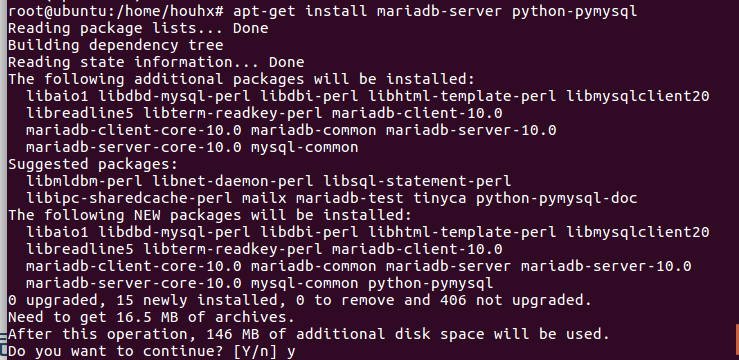 root@ubuntu:/home/houhx# apt-get install mariadb-server python-pymysql
Reading package lists... Done
Building dependency tree
Reading state information... Done
The following additional packages will be installed:
  libaio1 libdbd-mysql-perl libdbi-perl libhtml-template-perl libmysqlclient20
  libreadline5 libterm-readkey-perl mariadb-client-10.0
  mariadb-client-core-10.0 mariadb-common mariadb-server-10.0
  mariadb-server-core-10.0 mysql-common
Suggested packages:
  libmldbm-perl libnet-daemon-perl libsql-statement-perl
  libipc-sharedcache-perl mailx mariadb-test tinyca python-pymysql-doc
The following NEW packages will be installed:
  libaio1 libdbd-mysql-perl libdbi-perl libhtml-template-perl libmysqlclient20
  libreadline5 libterm-readkey-perl mariadb-client-10.0
  mariadb-client-core-10.0 mariadb-common mariadb-server mariadb-server-10.0
  mariadb-server-core-10.0 mysql-common python-pymysql
0 upgraded, 15 newly installed, 0 to remove and 406 not upgraded.
Need to get 16.5 MB of archives.
After this operation, 146 MB of additional disk space will be used.
Do you want to continue? [Y/n] y